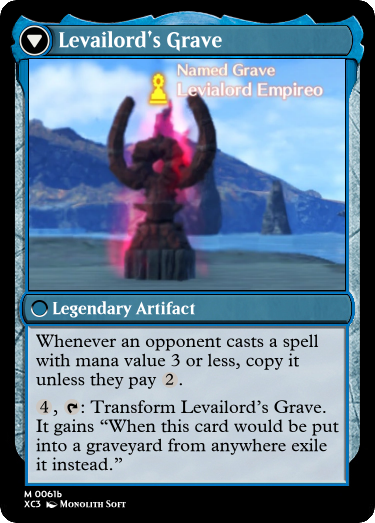 Levailord's Grave
Named Grave
Levialord Empireo
Legendary Artifact
Whenever an opponent casts a spell
with mana value 3 or less, copy it
unless they pay 2.
4, : Transform Levailord's Grave.
It gains “When this card would be put
into a graveyard from anywhere exile
it instead.”
M 0061b
XC3 Monolith Soft